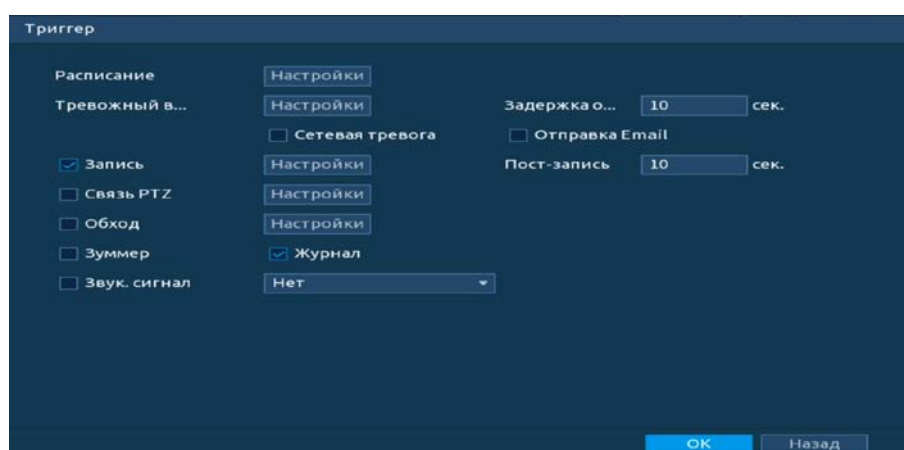 Триггер
Расписание Настройки
Тревожный в... Настройки Задержка о... 10 сек.
Сетевая тревога Отправка Email
Запись Настройки Пост-запись 10 сек.
Связь PTZ Настройки
Обход Настройки
Зуммер Журнал
Звук. сигнал Нет
OK Назад